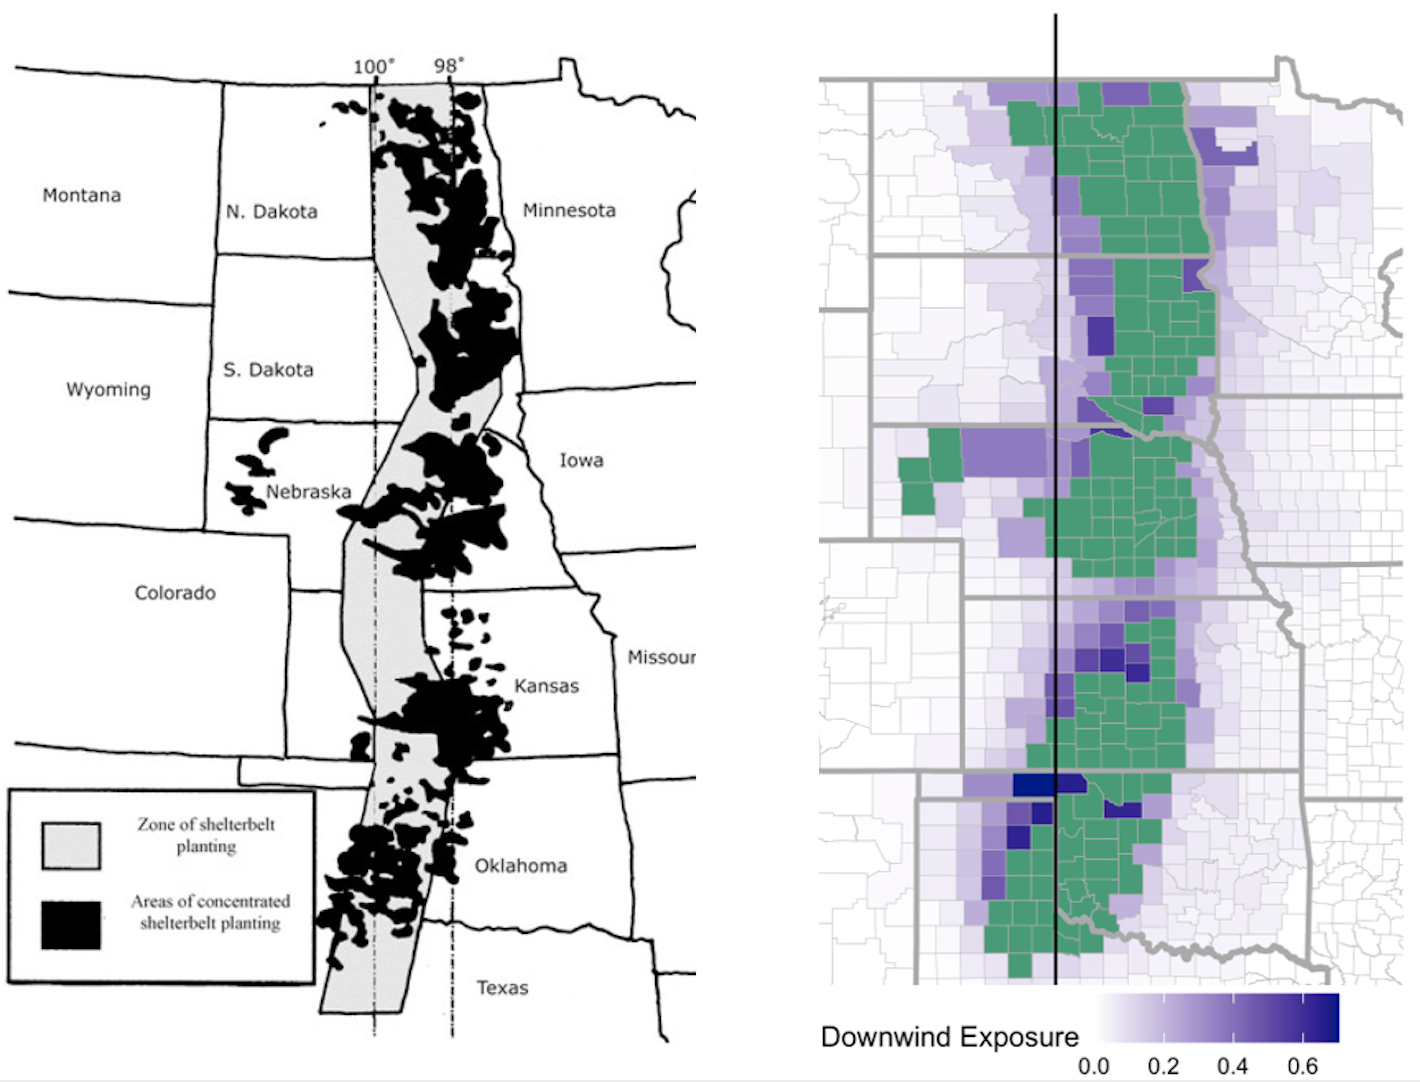 100° 98°
Montana
N. Dakota
Minnesota
S. Dakota
Wyoming
Iowa
Nebraska
Colorado
Missour
Kansas
Zone of shelterbelt
planting
Oklahoma
Areas of concentrated
shelterbelt planting
Texas
Downwind Exposure
0.0 0.2 0.4 0.6